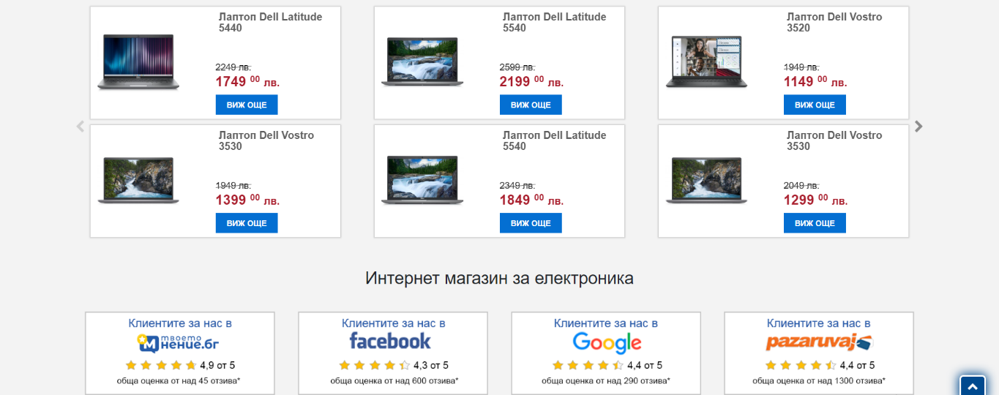 Лаптоп Dell Latitude
5440
2249 лв.
1749 00 лв.
ВИЖ ОЩЕ
Лаптоп Dell Latitude
5540
2599 лв.
2199 00 лв.
ВИЖ ОЩЕ
Лаптоп Dell Vostro
3520
1949 лв.
1149 00 лв.
ВИЖ ОЩЕ
Лаптоп Dell Vostro
3530
1949 лв.
1399 00 лв.
ВИЖ ОЩЕ
Лаптоп Dell Latitude
5540
2349 лв.
1849 00 лв.
ВИЖ ОЩЕ
Лаптоп Dell Vostro
3530
2049 лв.
1299 00 лв.
ВИЖ ОЩЕ
Интернет магазин за електроника
Клиентите за нас в
твоето
Мнение.бг
4,9 от 5
обща оценка от над 45 отзива*
Клиентите за нас в
facebook
4,3 от 5
обща оценка от над 600 отзива*
Клиентите за нас в
Google
4,4 от 5
обща оценка от над 290 отзива*
Клиентите за нас в
pazaruvaj
4,4 от 5
обща оценка от над 1300 отзива*